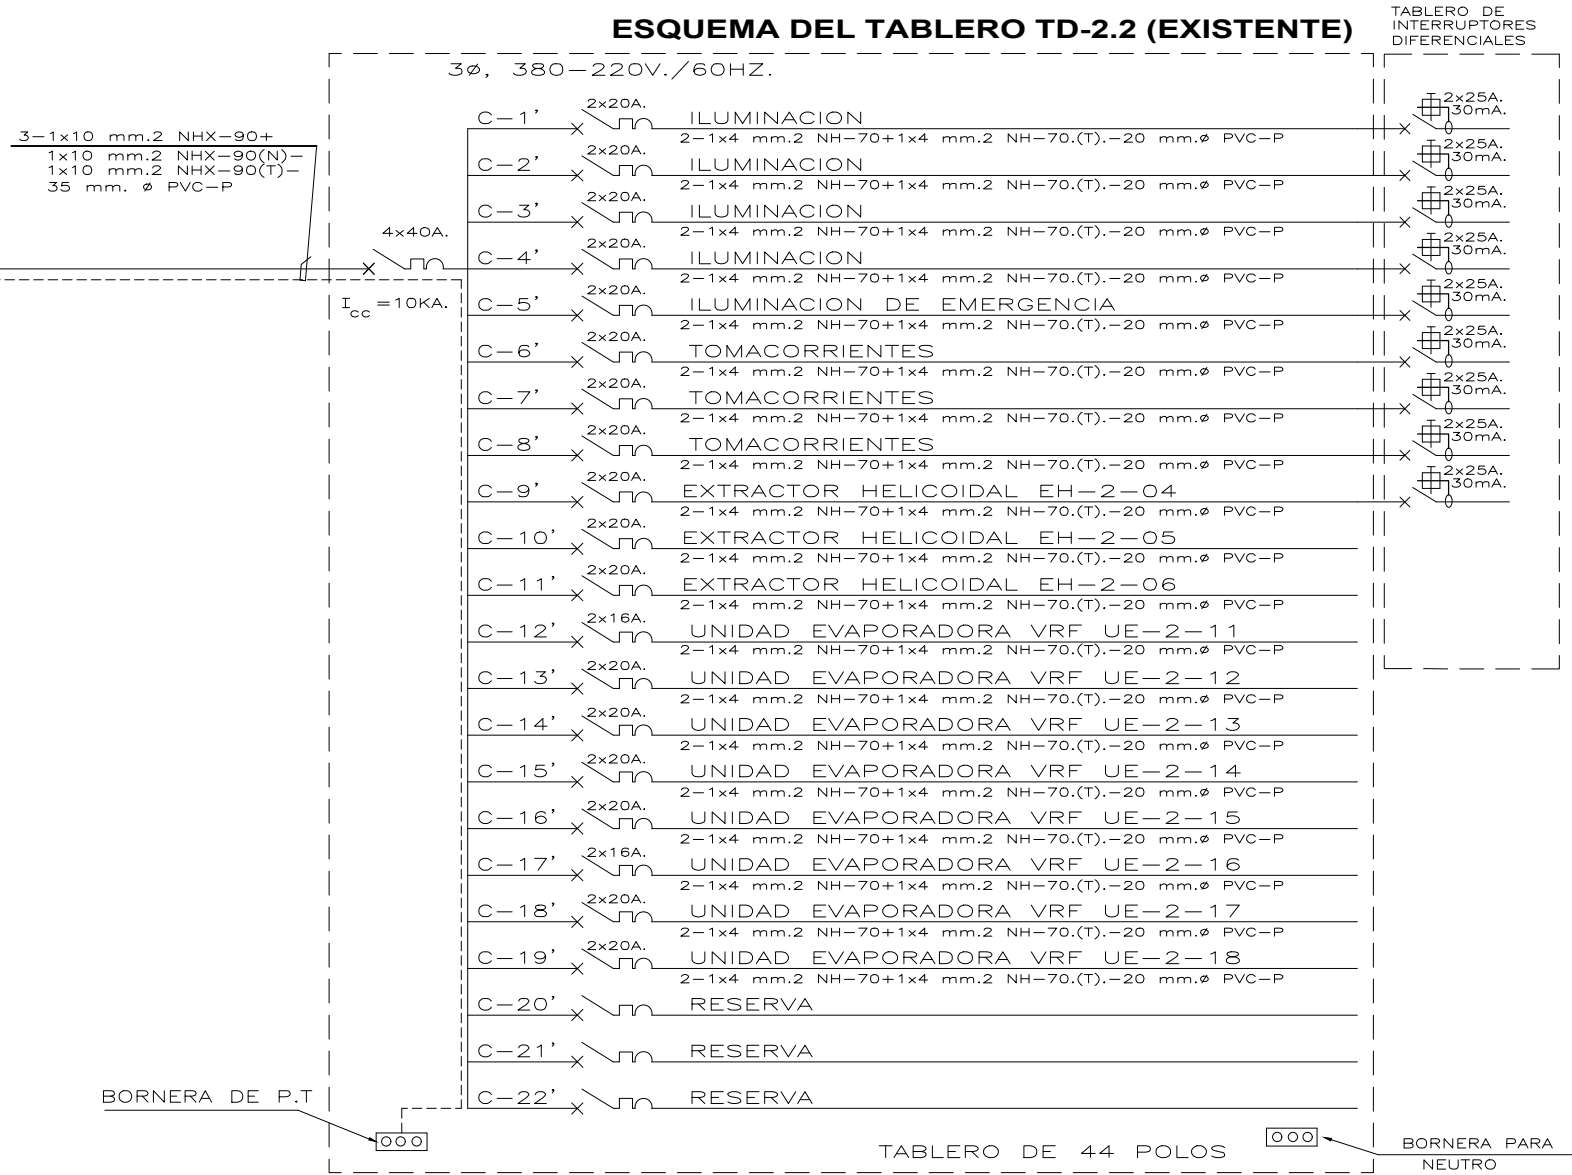 ESQUEMA DEL TABLERO TD-2.2 (EXISTENTE)
TABLERO DE
INTERRUPTORES
DIFERENCIALES
3ø, 380-220V./60HZ.
3-1x10 mm.2 NHX-90+
1x10 mm.2 NHX-90(N)-
1x10 mm.2 NHX-90(T)-
35 mm. ø PVC-P
4x40A.
Icc=10KA.
C-1' 2x20A. ILUMINACION 2x25A.
2-1x4 mm.2 NH-70+1x4 mm.2 NH-70.(T).-20 mm.ø PVC-P 30mA.
C-2' 2x20A. ILUMINACION 2x25A.
2-1x4 mm.2 NH-70+1x4 mm.2 NH-70.(T).-20 mm.ø PVC-P 30mA.
C-3' 2x20A. ILUMINACION 2x25A.
2-1x4 mm.2 NH-70+1x4 mm.2 NH-70.(T).-20 mm.ø PVC-P 30mA.
C-4' 2x20A. ILUMINACION 2x25A.
2-1x4 mm.2 NH-70+1x4 mm.2 NH-70.(T).-20 mm.ø PVC-P 30mA.
C-5' 2x20A. ILUMINACION DE EMERGENCIA 2x25A.
2-1x4 mm.2 NH-70+1x4 mm.2 NH-70.(T).-20 mm.ø PVC-P 30mA.
C-6' 2x20A. TOMACORRIENTES 2x25A.
2-1x4 mm.2 NH-70+1x4 mm.2 NH-70.(T).-20 mm.ø PVC-P 30mA.
C-7' 2x20A. TOMACORRIENTES 2x25A.
2-1x4 mm.2 NH-70+1x4 mm.2 NH-70.(T).-20 mm.ø PVC-P 30mA.
C-8' 2x20A. TOMACORRIENTES 2x25A.
2-1x4 mm.2 NH-70+1x4 mm.2 NH-70.(T).-20 mm.ø PVC-P 30mA.
C-9' 2x20A. EXTRACTOR HELICOIDAL EH-2-04 2x25A.
2-1x4 mm.2 NH-70+1x4 mm.2 NH-70.(T).-20 mm.ø PVC-P 30mA.
C-10' 2x20A. EXTRACTOR HELICOIDAL EH-2-05
2-1x4 mm.2 NH-70+1x4 mm.2 NH-70.(T).-20 mm.ø PVC-P
C-11' 2x20A. EXTRACTOR HELICOIDAL EH-2-06
2-1x4 mm.2 NH-70+1x4 mm.2 NH-70.(T).-20 mm.ø PVC-P
C-12' 2x16A. UNIDAD EVAPORADORA VRF UE-2-11
2-1x4 mm.2 NH-70+1x4 mm.2 NH-70.(T).-20 mm.ø PVC-P
C-13' 2x20A. UNIDAD EVAPORADORA VRF UE-2-12
2-1x4 mm.2 NH-70+1x4 mm.2 NH-70.(T).-20 mm.ø PVC-P
C-14' 2x20A. UNIDAD EVAPORADORA VRF UE-2-13
2-1x4 mm.2 NH-70+1x4 mm.2 NH-70.(T).-20 mm.ø PVC-P
C-15' 2x20A. UNIDAD EVAPORADORA VRF UE-2-14
2-1x4 mm.2 NH-70+1x4 mm.2 NH-70.(T).-20 mm.ø PVC-P
C-16' 2x20A. UNIDAD EVAPORADORA VRF UE-2-15
2-1x4 mm.2 NH-70+1x4 mm.2 NH-70.(T).-20 mm.ø PVC-P
C-17' 2x16A. UNIDAD EVAPORADORA VRF UE-2-16
2-1x4 mm.2 NH-70+1x4 mm.2 NH-70.(T).-20 mm.ø PVC-P
C-18' 2x20A. UNIDAD EVAPORADORA VRF UE-2-17
2-1x4 mm.2 NH-70+1x4 mm.2 NH-70.(T).-20 mm.ø PVC-P
C-19' 2x20A. UNIDAD EVAPORADORA VRF UE-2-18
2-1x4 mm.2 NH-70+1x4 mm.2 NH-70.(T).-20 mm.ø PVC-P
C-20' RESERVA
C-21' RESERVA
C-22' RESERVA
BORNERA DE P.T
TABLERO DE 44 POLOS
BORNERA PARA
NEUTRO